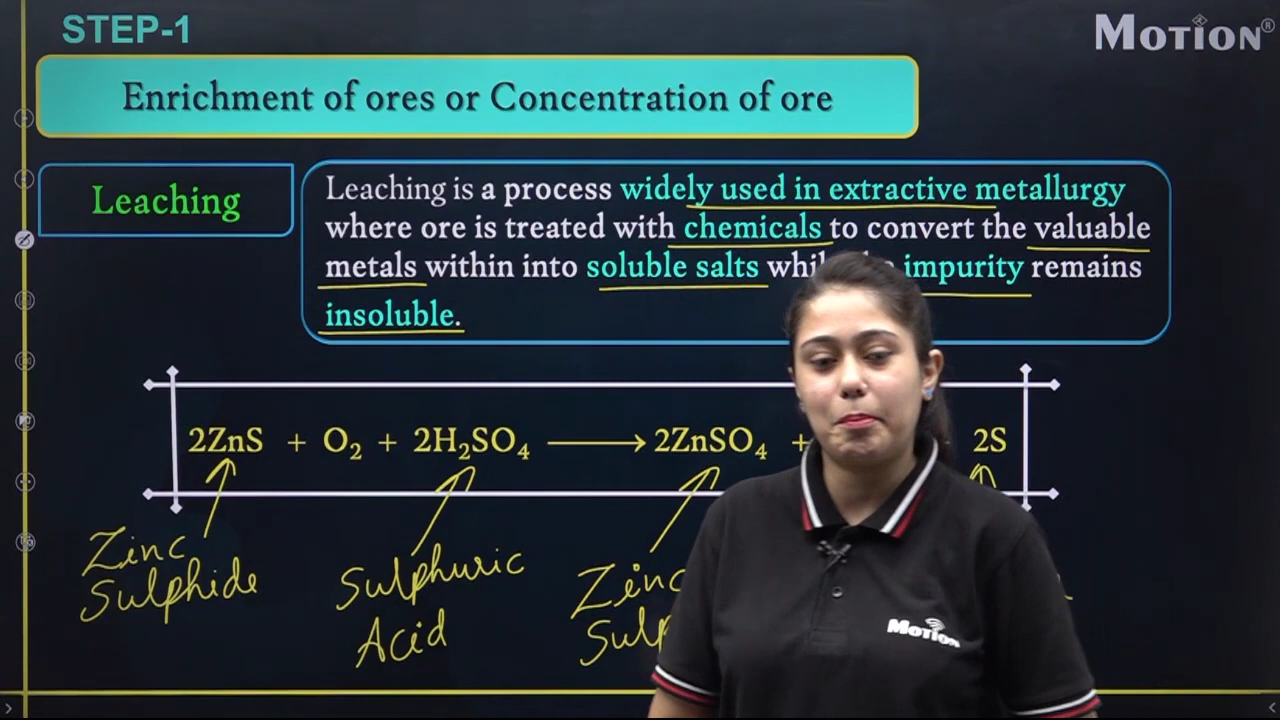 STEP-1
MOTION®
Enrichment of ores or Concentration of ore
Leaching
Leaching is a process widely used in extractive metallurgy
where ore is treated with chemicals to convert the valuable
metals within into soluble salts impurity remains
insoluble.
2ZnS + O₂ + 2H₂SO₄ ⟶ 2ZnSO₄ + 2S
Zinc
Sulphide
Sulphuric
Acid
Zinc
MOTION